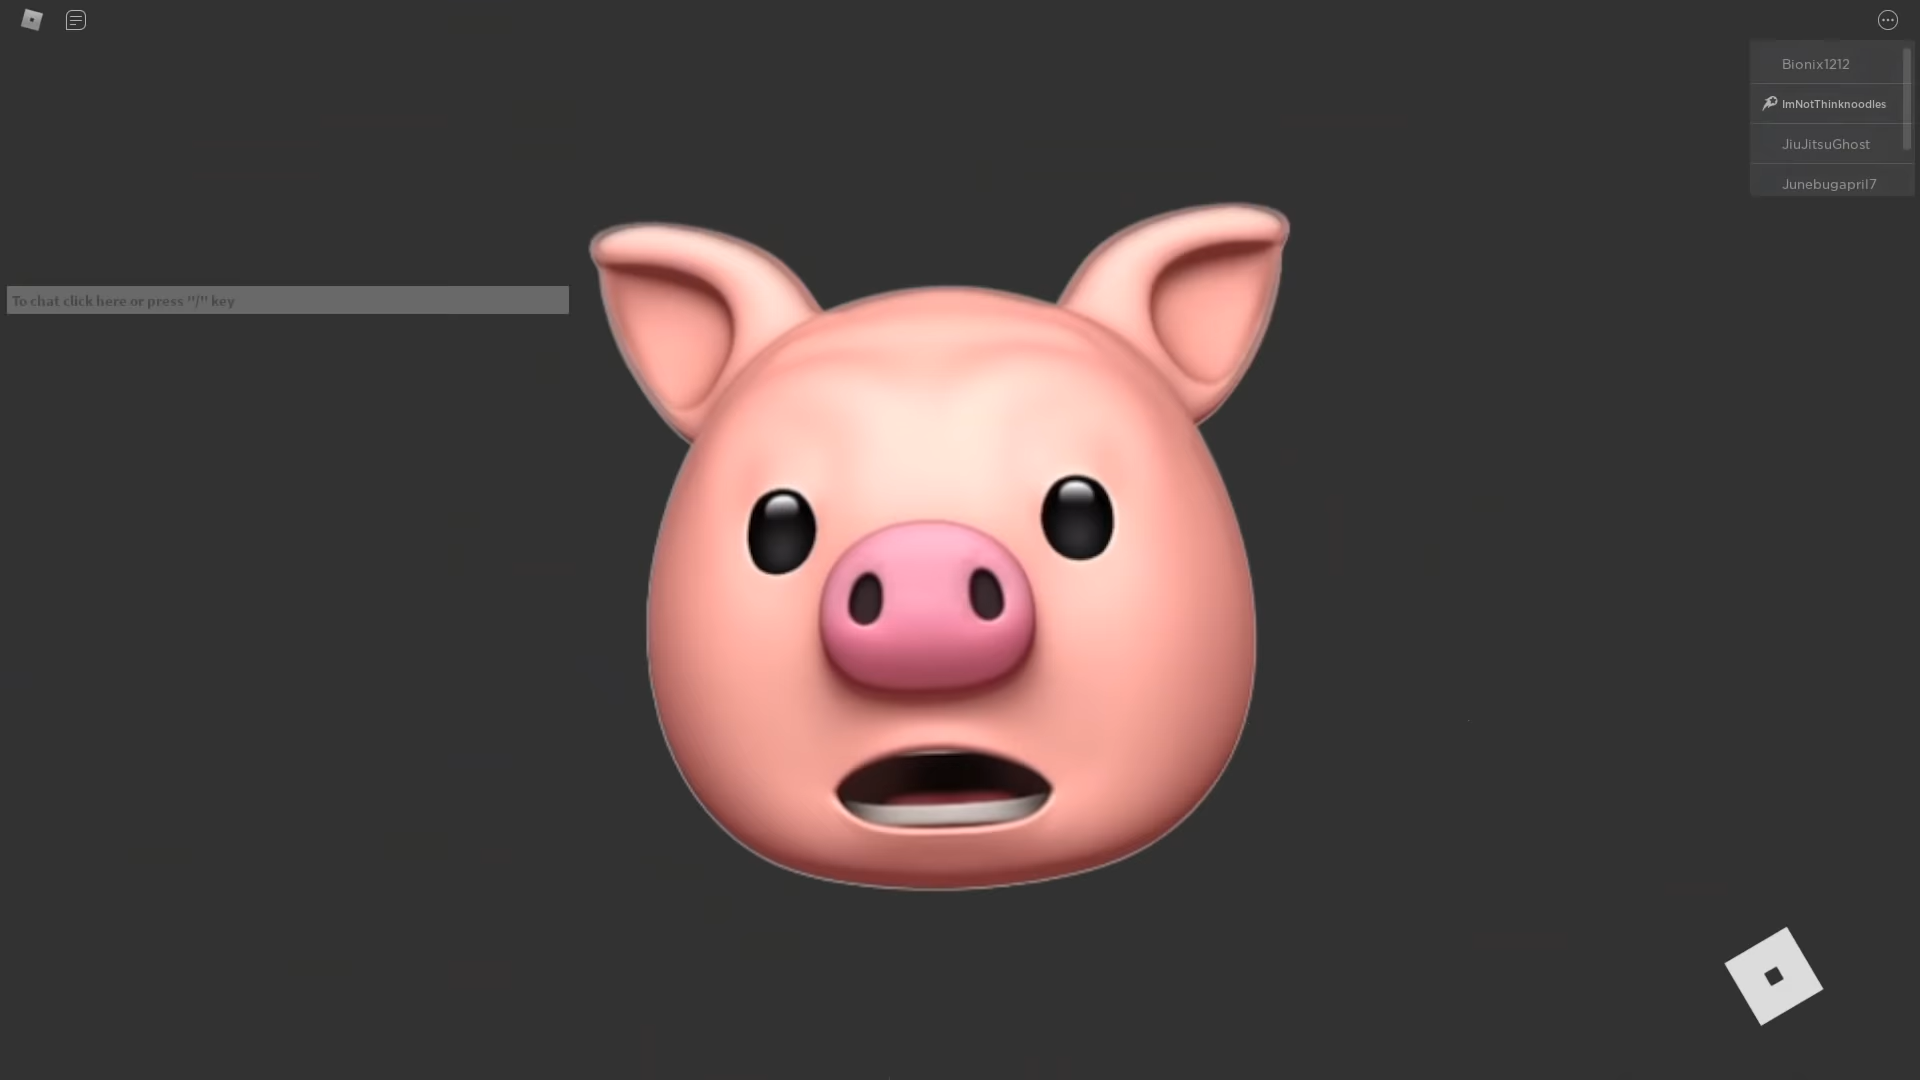 Bionix1212
ImNotThinknoodles
JiuJitsuGhost
Junebugapril7
To chat click here or press "/" key